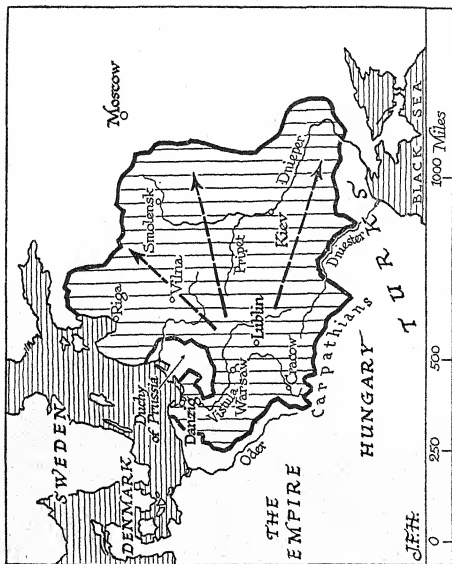 SWEDEN
DENMARK
Moscow
Riga
Smolensk
Vilna
Duchy
of Prussia
Danzig
Dnieper
Pripet
Kiev
Lublin
Vistula R.
Warsaw
Cracow
Oder
THE
EMPIRE
Carpathians
Dniester
HUNGARY
TURKS
BLACK SEA
J.F.H.
0 250 500 1000 Miles